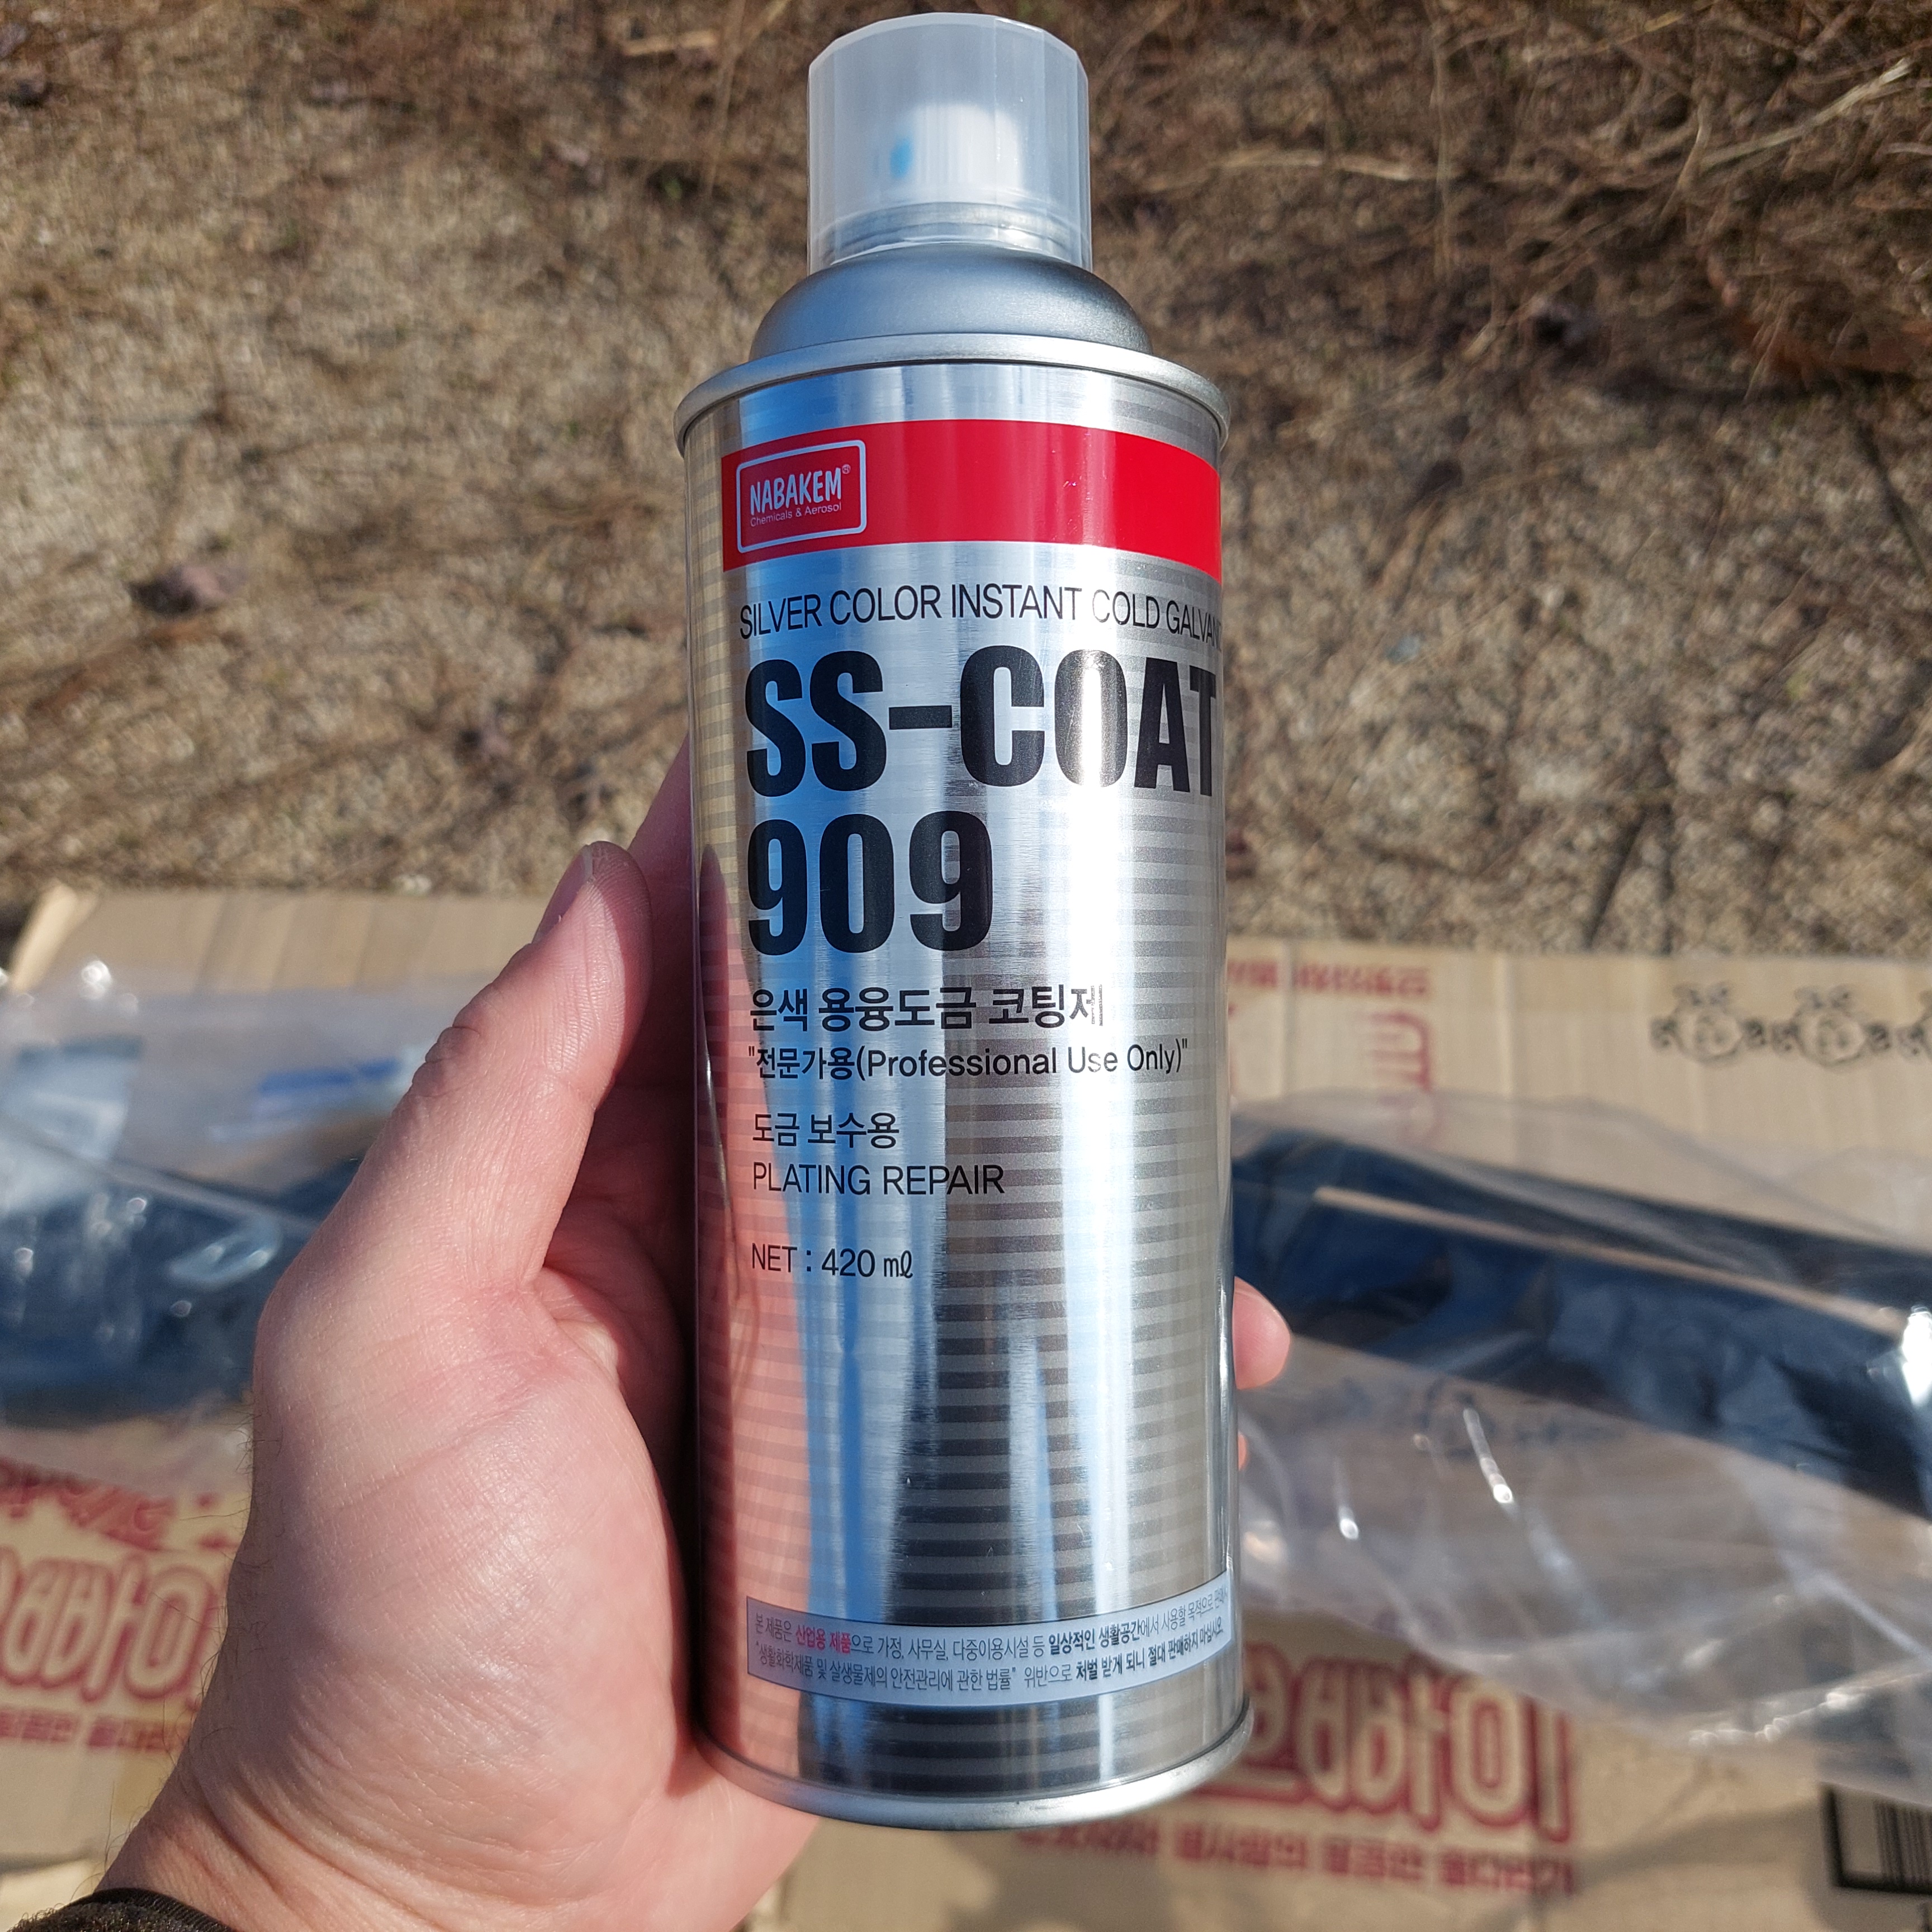 NABAKEM®
Chemicals & Aerosol
SILVER COLOR INSTANT COLD
SS-COAT
909
은색 용융도금 코팅제
"전문가용(Professional Use Only)"
도금 보수용
PLATING REPAIR
NET : 420 ㎖
본 제품은 산업용 제품으로 가정, 사무실, 다중이용시설 등 일상적인 생활공간에서 사용할 목적으로
"생활화학제품 및 살생물제의 안전관리에 관한 법률" 위반으로 처벌 받게 되니 절대 판매하지 마십시오.